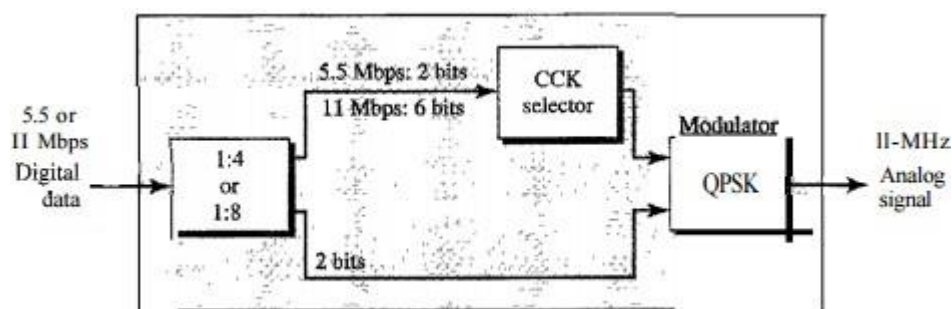 5.5 or
II Mbps
Digital
data
1:4
or
1:8
5.5 Mbps: 2 bits
11 Mbps: 6 bits
2 bits
CCK
selector
Modulator
QPSK
ll-MHz
Analog
signal